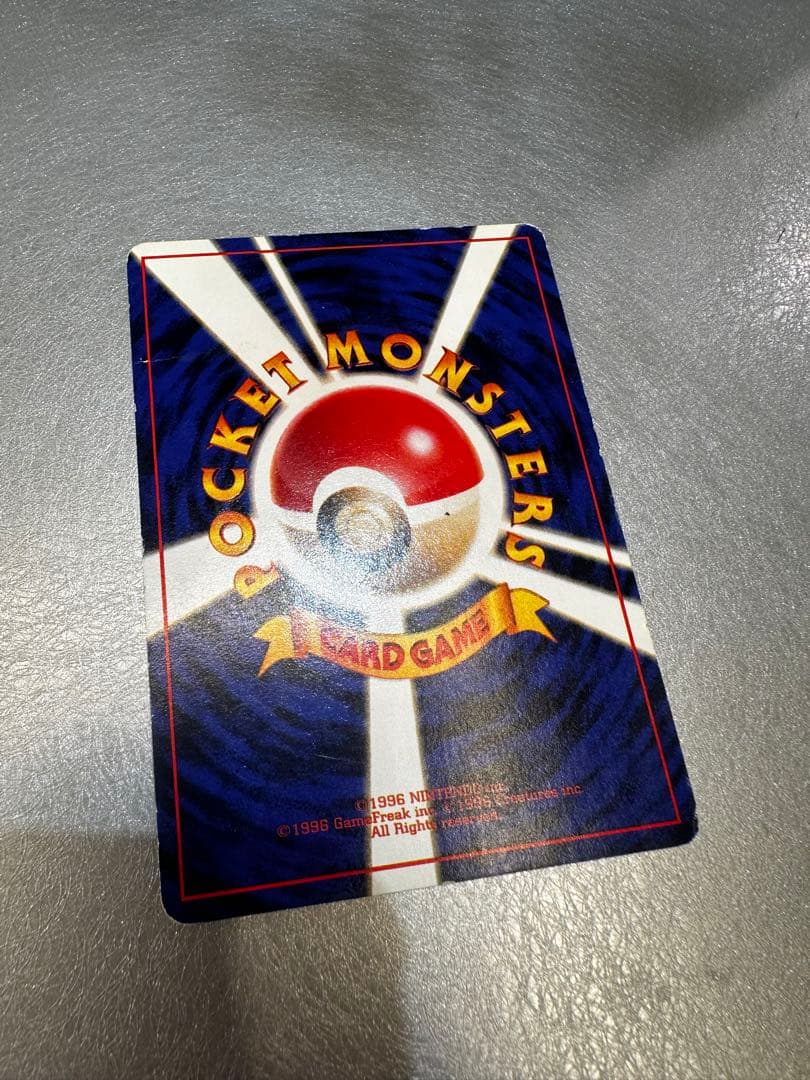 POCKET MONSTERS
CARD GAME
©1996 NINTENDO inc.
©1996 GameFreak inc. ©1996 Creatures inc.
All Rights reserved.